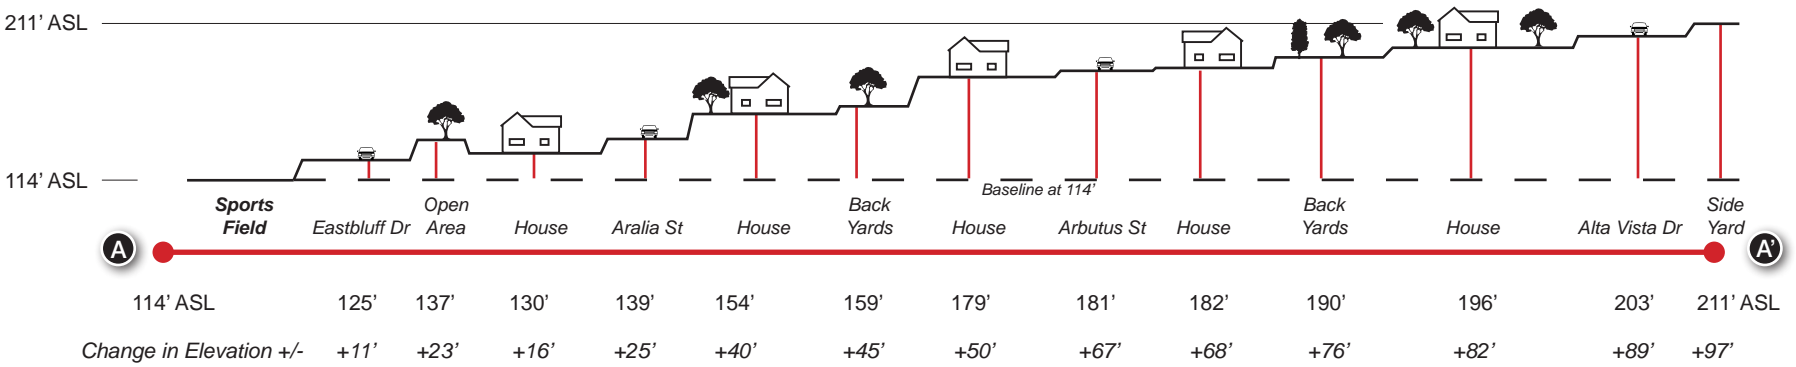 211’ ASL
114’ ASL
Baseline at 114’
Sports Field
Eastbluff Dr
Open Area
House
Aralia St
House
Back Yards
House
Arbutus St
House
Back Yards
House
Alta Vista Dr
Side Yard
A
A’
114’ ASL 125’ 137’ 130’ 139’ 154’ 159’ 179’ 181’ 182’ 190’ 196’ 203’ 211’ ASL
Change in Elevation +/- +11’ +23’ +16’ +25’ +40’ +45’ +50’ +67’ +68’ +76’ +82’ +89’ +97’